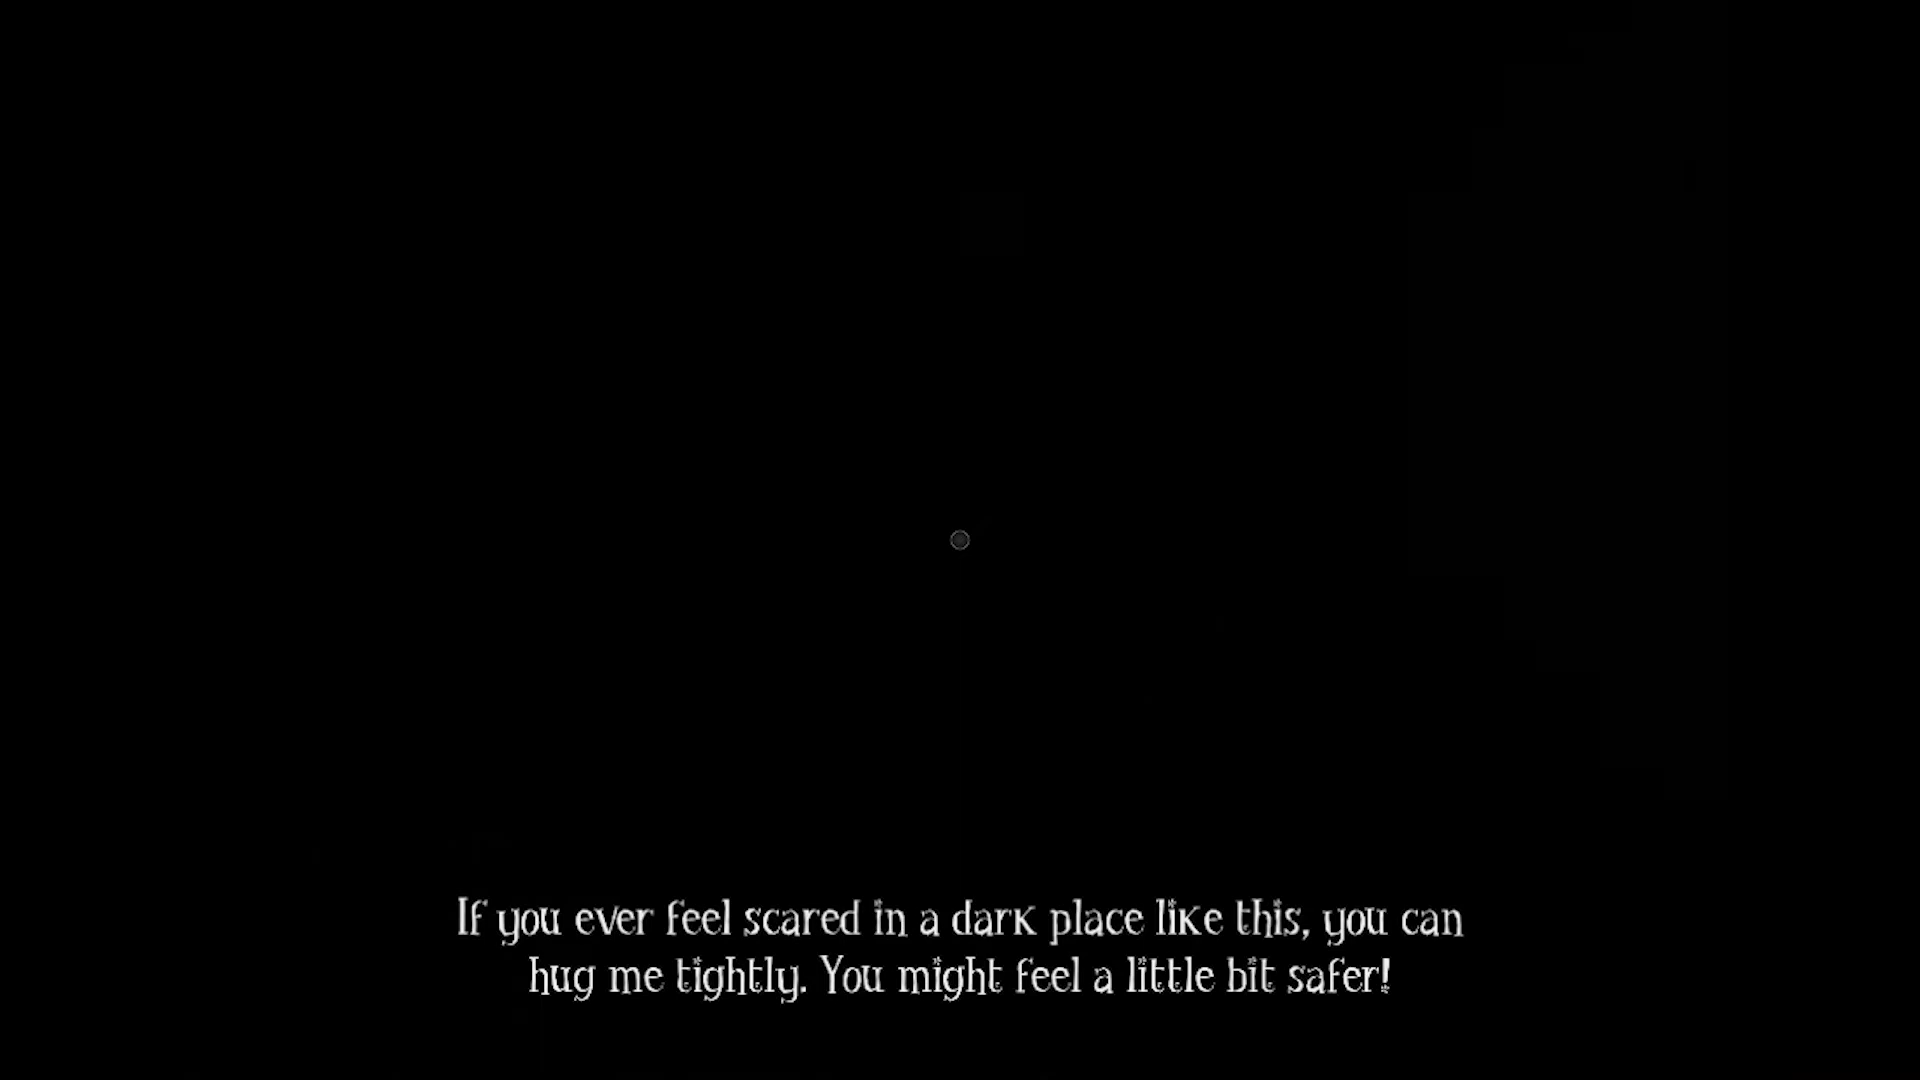 If you ever feel scared in a dark place like this, you can
hug me tightly. You might feel a little bit safer!